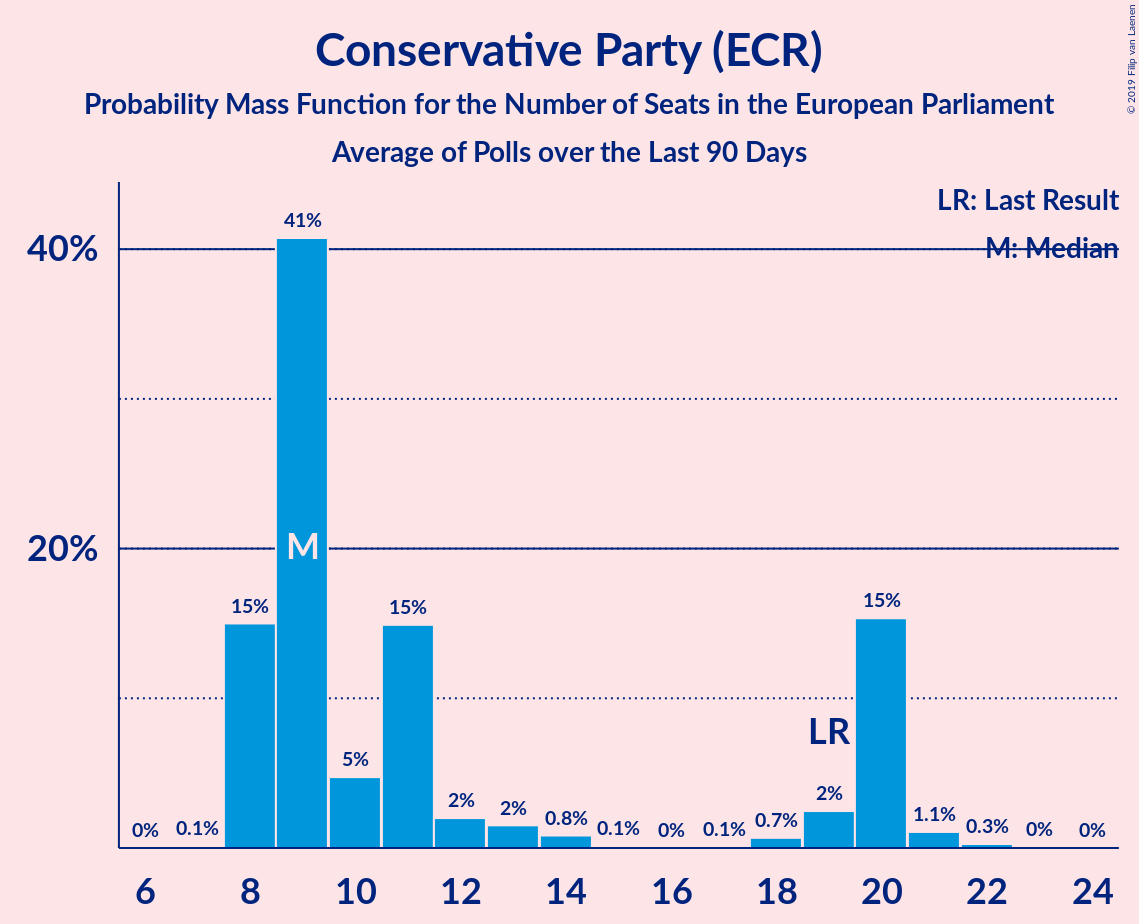 Conservative Party (ECR)
Probability Mass Function for the Number of Seats in the European Parliament
Average of Polls over the Last 90 Days
© 2019 Filip van Laenen
LR: Last Result
M: Median
40%
20%
0%
0.1%
15%
41%
M
5%
15%
2%
2%
0.8%
0.1%
0%
0.1%
0.7%
2%
LR
15%
1.1%
0.3%
0%
0%
6 8 10 12 14 16 18 20 22 24